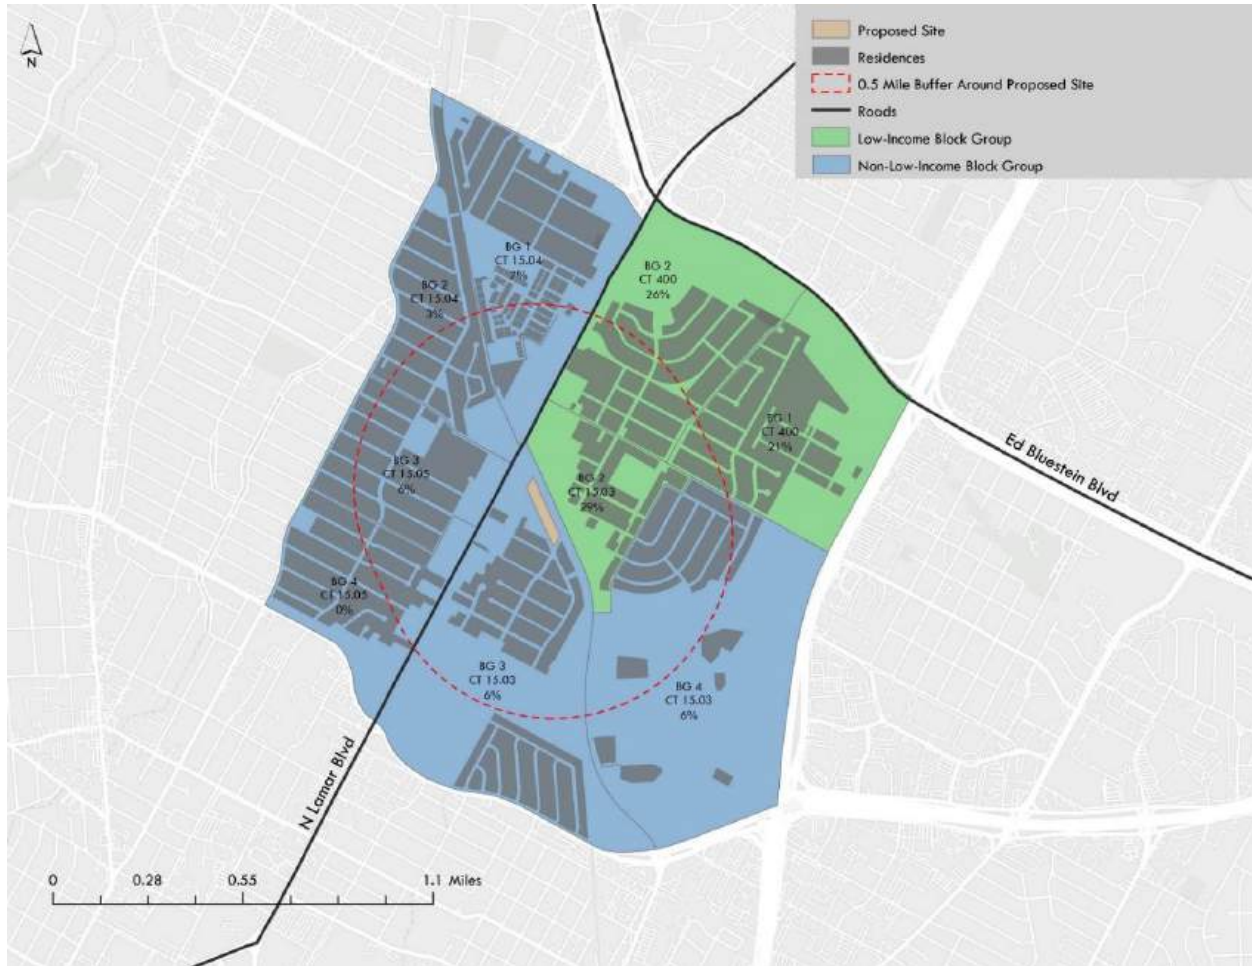 N
Proposed Site
Residences
0.5 Mile Buffer Around Proposed Site
Roads
Low-Income Block Group
Non-Low-Income Block Group
BG 1
CT 15.04
2%
BG 2
CT 15.04
3%
BG 2
CT 400
26%
BG 1
CT 400
21%
BG 3
CT 15.05
6%
BG 2
CT 15.03
29%
BG 4
CT 15.05
0%
BG 3
CT 15.03
6%
BG 4
CT 15.03
6%
Ed Bluestein Blvd
N Lamar Blvd
0 0.28 0.55 1.1 Miles